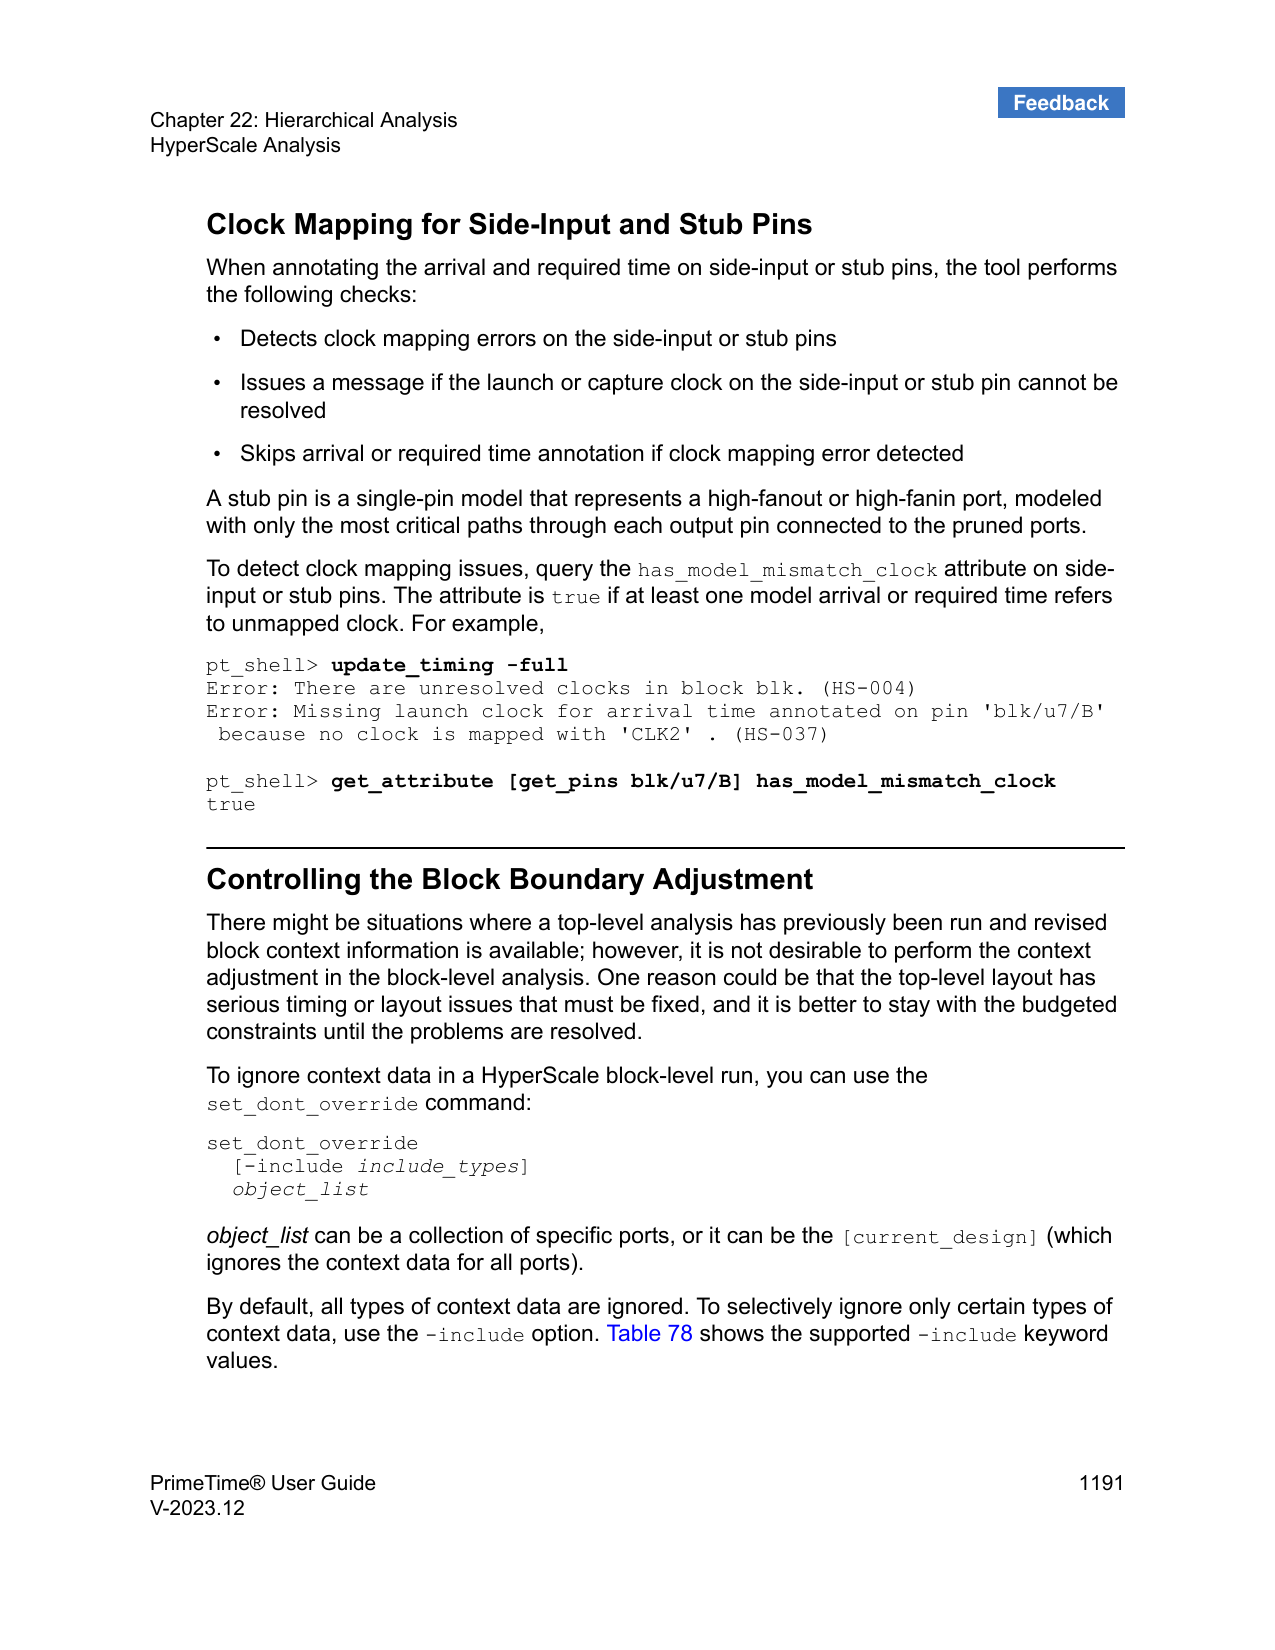 Feedback
Chapter 22: Hierarchical Analysis
HyperScale Analysis
Clock Mapping for Side-Input and Stub Pins
When annotating the arrival and required time on side-input or stub pins, the tool performs
the following checks:
• Detects clock mapping errors on the side-input or stub pins
• Issues a message if the launch or capture clock on the side-input or stub pin cannot be
resolved
• Skips arrival or required time annotation if clock mapping error detected
A stub pin is a single-pin model that represents a high-fanout or high-fanin port, modeled
with only the most critical paths through each output pin connected to the pruned ports.
To detect clock mapping issues, query the has_model_mismatch_clock attribute on side-
input or stub pins. The attribute is true if at least one model arrival or required time refers
to unmapped clock. For example,
pt_shell> update_timing -full
Error: There are unresolved clocks in block blk. (HS-004)
Error: Missing launch clock for arrival time annotated on pin 'blk/u7/B'
 because no clock is mapped with 'CLK2' . (HS-037)
pt_shell> get_attribute [get_pins blk/u7/B] has_model_mismatch_clock
true
Controlling the Block Boundary Adjustment
There might be situations where a top-level analysis has previously been run and revised
block context information is available; however, it is not desirable to perform the context
adjustment in the block-level analysis. One reason could be that the top-level layout has
serious timing or layout issues that must be fixed, and it is better to stay with the budgeted
constraints until the problems are resolved.
To ignore context data in a HyperScale block-level run, you can use the
set_dont_override command:
set_dont_override
  [-include include_types]
  object_list
object_list can be a collection of specific ports, or it can be the [current_design] (which
ignores the context data for all ports).
By default, all types of context data are ignored. To selectively ignore only certain types of
context data, use the -include option. Table 78 shows the supported -include keyword
values.
PrimeTime® User Guide 1191
V-2023.12